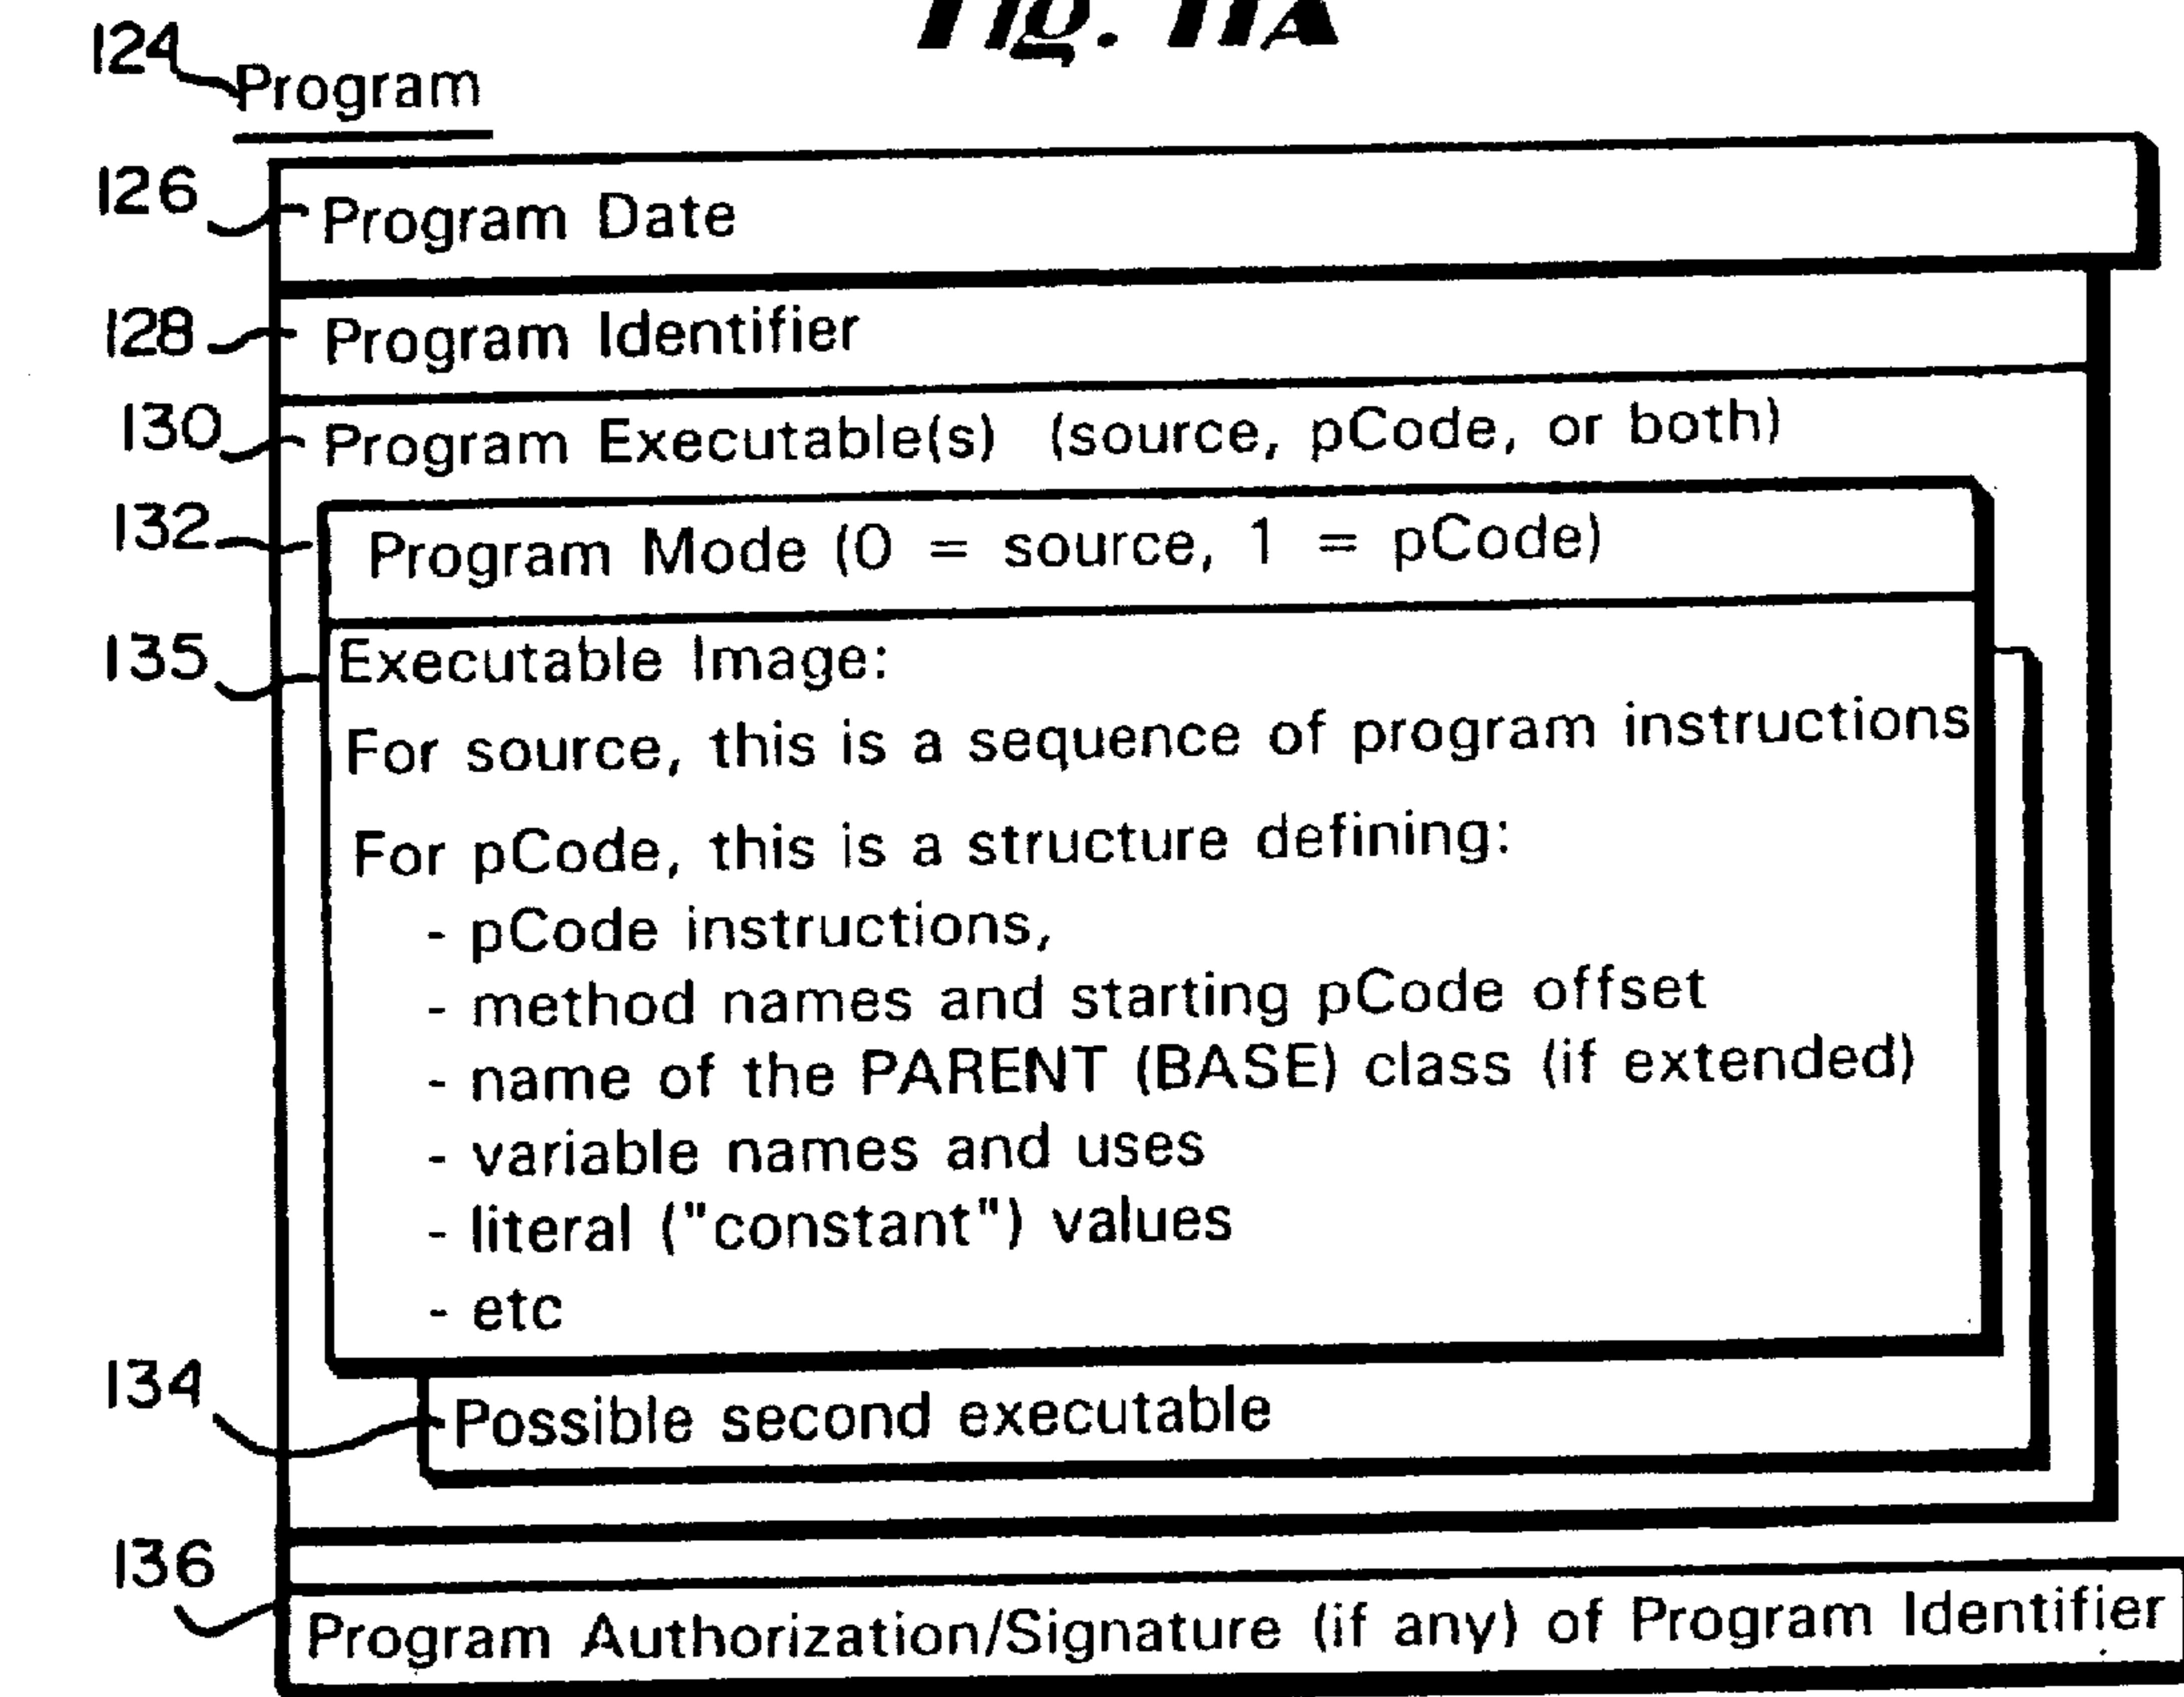 Fig. 11A
124 Program
126 Program Date
128 Program Identifier
130 Program Executable(s) (source, pCode, or both)
132 Program Mode (0 = source, 1 = pCode)
135 Executable Image:
For source, this is a sequence of program instructions
For pCode, this is a structure defining:
- pCode instructions,
- method names and starting pCode offset
- name of the PARENT (BASE) class (if extended)
- variable names and uses
- literal ("constant") values
- etc
134 Possible second executable
136 Program Authorization/Signature (if any) of Program Identifier